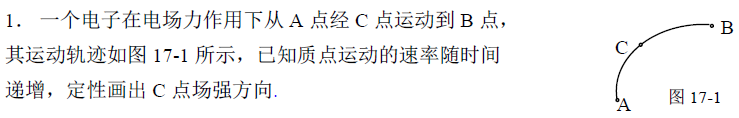 1． 一个电子在电场力作用下从 A 点经 C 点运动到 B 点，
其运动轨迹如图 17-1 所示，已知质点运动的速率随时间
递增，定性画出 C 点场强方向.
B
C
A
图 17-1